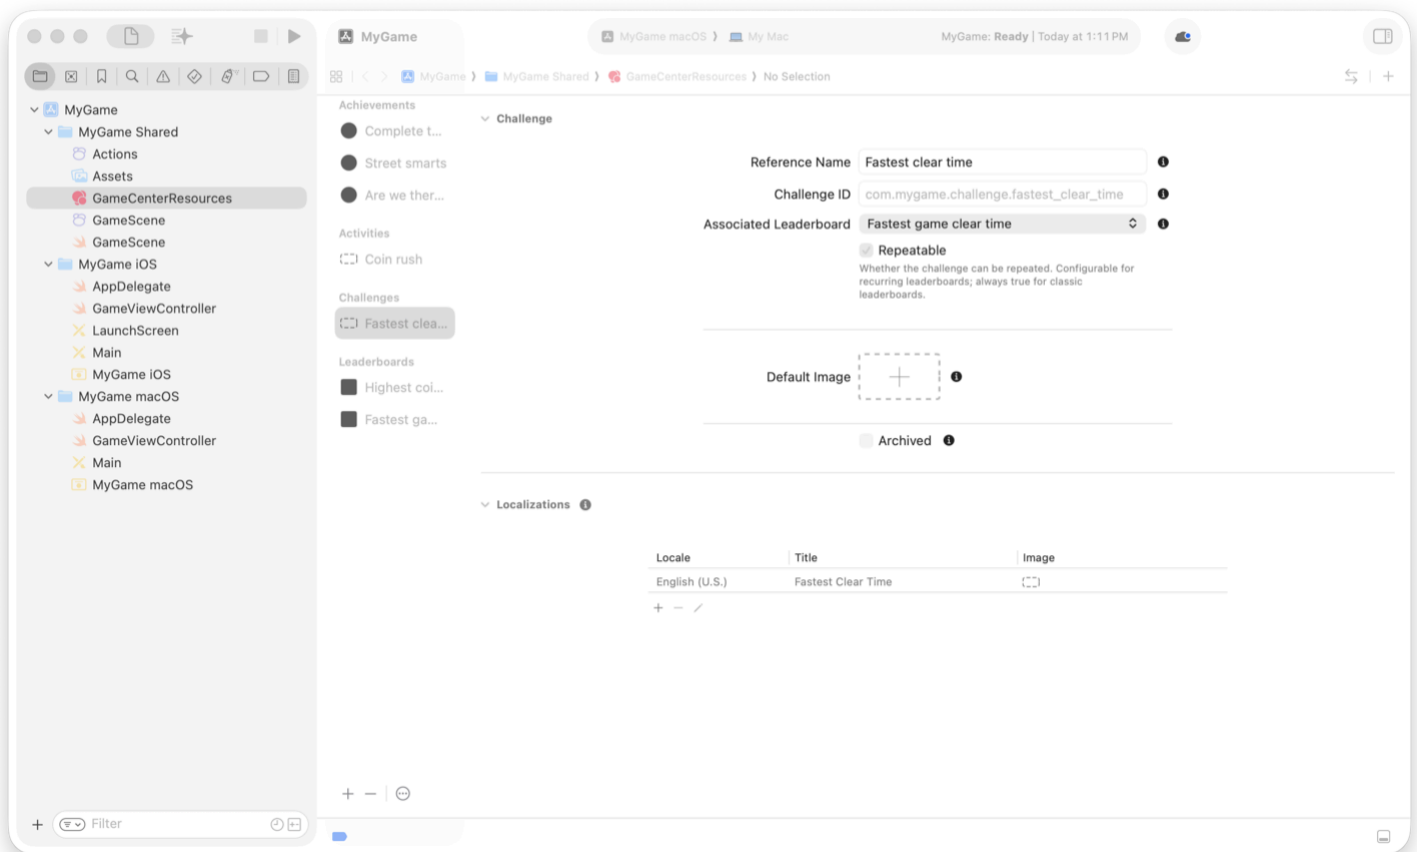 MyGame
MyGame macOS
My Mac
MyGame: Ready | Today at 1:11 PM
MyGame
MyGame Shared
GameCenterResources
No Selection
MyGame
MyGame Shared
Actions
Assets
GameCenterResources
GameScene
GameScene
MyGame iOS
AppDelegate
GameViewController
LaunchScreen
Main
MyGame iOS
MyGame macOS
AppDelegate
GameViewController
Main
MyGame macOS
Filter
Achievements
Complete t...
Street smarts
Are we ther...
Activities
Coin rush
Challenges
Fastest clea...
Leaderboards
Highest coi...
Fastest ga...
Challenge
Reference Name Fastest clear time
Challenge ID com.mygame.challenge.fastest_clear_time
Associated Leaderboard Fastest game clear time
Repeatable
Whether the challenge can be repeated. Configurable for
recurring leaderboards; always true for classic
leaderboards.
Default Image
Archived
Localizations
Locale Title Image
English (U.S.) Fastest Clear Time